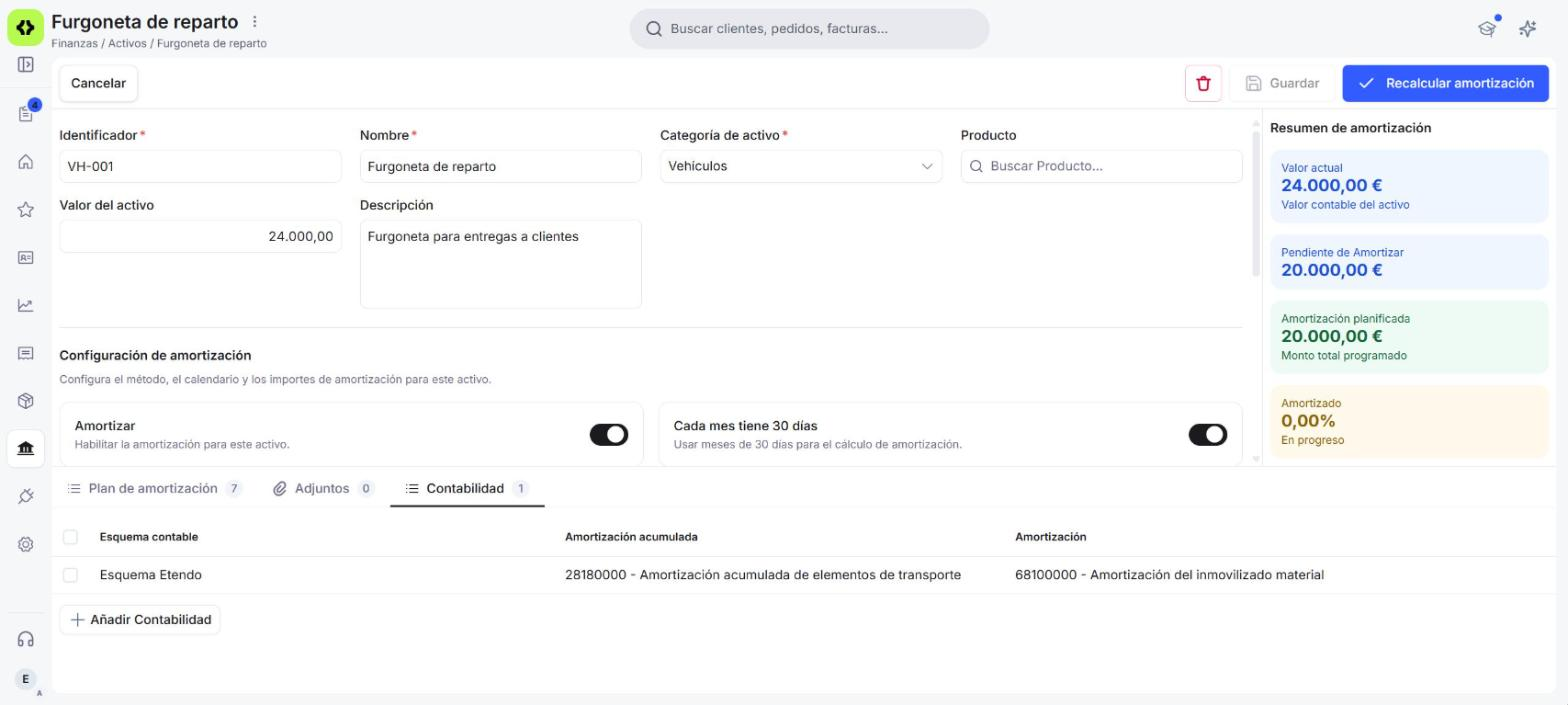 Furgoneta de reparto
Finanzas / Activos / Furgoneta de reparto
Buscar clientes, pedidos, facturas...
4
Cancelar
Guardar
Recalcular amortización
Identificador *
Nombre *
Categoría de activo *
Producto
VH-001
Furgoneta de reparto
Vehículos
Buscar Producto...
Valor del activo
Descripción
24.000,00
Furgoneta para entregas a clientes
Configuración de amortización
Configura el método, el calendario y los importes de amortización para este activo.
Amortizar
Habilitar la amortización para este activo.
Cada mes tiene 30 días
Usar meses de 30 días para el cálculo de amortización.
Resumen de amortización
Valor actual
24.000,00 €
Valor contable del activo
Pendiente de Amortizar
20.000,00 €
Amortización planificada
20.000,00 €
Monto total programado
Amortizado
0,00%
En progreso
Plan de amortización 7
Adjuntos 0
Contabilidad 1
Esquema contable
Amortización acumulada
Amortización
Esquema Etendo
28180000 - Amortización acumulada de elementos de transporte
68100000 - Amortización del inmovilizado material
Añadir Contabilidad
E
A